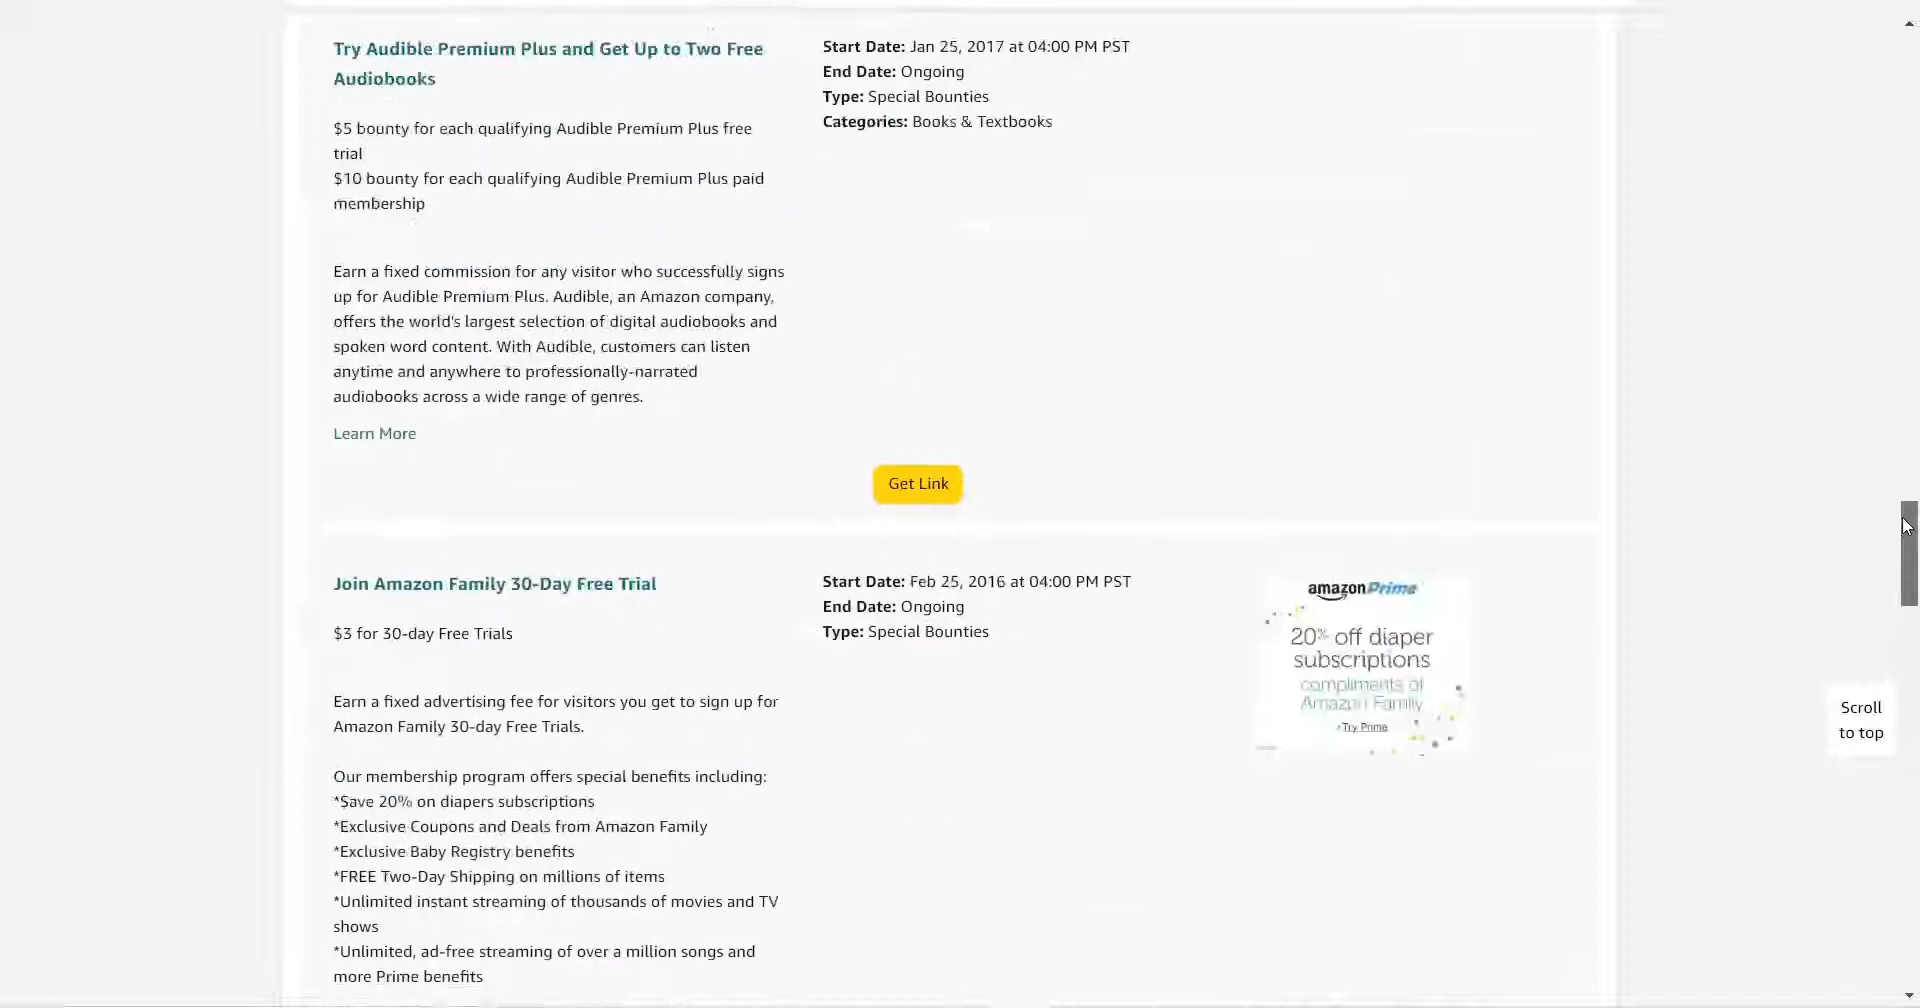 Try Audible Premium Plus and Get Up to Two Free
Audiobooks
$5 bounty for each qualifying Audible Premium Plus free
trial
$10 bounty for each qualifying Audible Premium Plus paid
membership
Earn a fixed commission for any visitor who successfully signs
up for Audible Premium Plus. Audible, an Amazon company,
offers the world's largest selection of digital audiobooks and
spoken word content. With Audible, customers can listen
anytime and anywhere to professionally-narrated
audiobooks across a wide range of genres.
Learn More
Start Date: Jan 25, 2017 at 04:00 PM PST
End Date: Ongoing
Type: Special Bounties
Categories: Books & Textbooks
Get Link
Join Amazon Family 30-Day Free Trial
$3 for 30-day Free Trials
Earn a fixed advertising fee for visitors you get to sign up for
Amazon Family 30-day Free Trials.
Our membership program offers special benefits including:
*Save 20% on diapers subscriptions
*Exclusive Coupons and Deals from Amazon Family
*Exclusive Baby Registry benefits
*FREE Two-Day Shipping on millions of items
*Unlimited instant streaming of thousands of movies and TV
shows
*Unlimited, ad-free streaming of over a million songs and
more Prime benefits
Start Date: Feb 25, 2016 at 04:00 PM PST
End Date: Ongoing
Type: Special Bounties
amazonPrime
20% off diaper
subscriptions
compliments of
Amazon Family
Try Prime
Scroll
to top